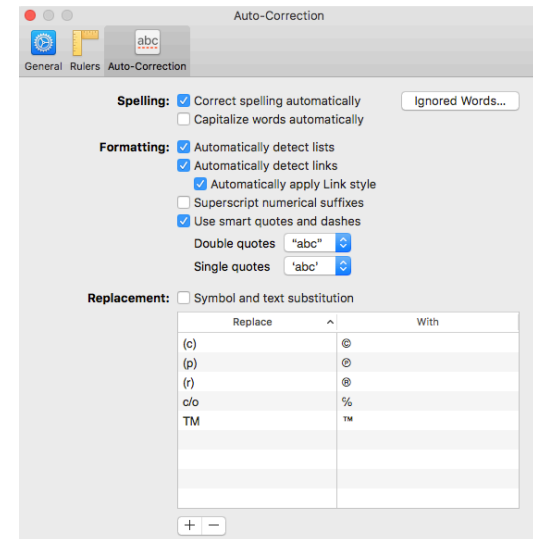 Auto-Correction
abc
General Rulers Auto-Correction
Spelling: Correct spelling automatically Ignored Words...
Capitalize words automatically
Formatting: Automatically detect lists
Automatically detect links
Automatically apply Link style
Superscript numerical suffixes
Use smart quotes and dashes
Double quotes “abc”
Single quotes ‘abc’
Replacement: Symbol and text substitution
Replace With
(c) ©
(p) ℗
(r) ®
c/o ℅
TM ™
+ −